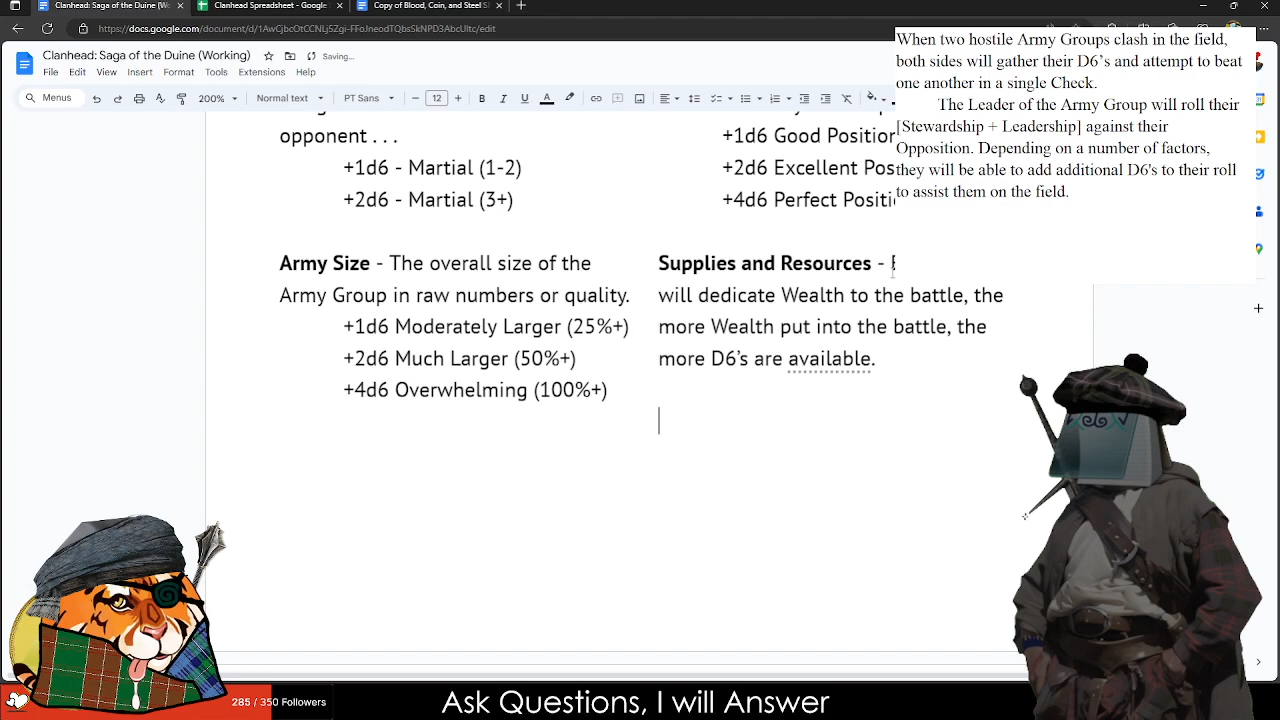 Clanhead: Saga of the Duine (W
Clanhead Spreadsheet - Google
Copy of Blood, Coin, and Steel S
https://docs.google.com/document/d/1AwCjbcOtCCNLj5Zgi-FFoJneodTQbsSkNPD3AbcUItc/edit
Clanhead: Saga of the Duine (Working)
Saving...
File Edit View Insert Format Tools Extensions Help
Menus 200% Normal text PT Sans 12
opponent . . .
+1d6 - Martial (1-2)
+2d6 - Martial (3+)
Army Size - The overall size of the
Army Group in raw numbers or quality.
+1d6 Moderately Larger (25%+)
+2d6 Much Larger (50%+)
+4d6 Overwhelming (100%+)
+1d6 Good Position
+2d6 Excellent Pos
+4d6 Perfect Positi
Supplies and Resources -
will dedicate Wealth to the battle, the
more Wealth put into the battle, the
more D6’s are available.
When two hostile Army Groups clash in the field,
both sides will gather their D6’s and attempt to beat
one another in a single Check.
The Leader of the Army Group will roll their
[Stewardship + Leadership] against their
Opposition. Depending on a number of factors,
they will be able to add additional D6's to their roll
to assist them on the field.
285 / 350 Followers
Ask Questions, I will Answer